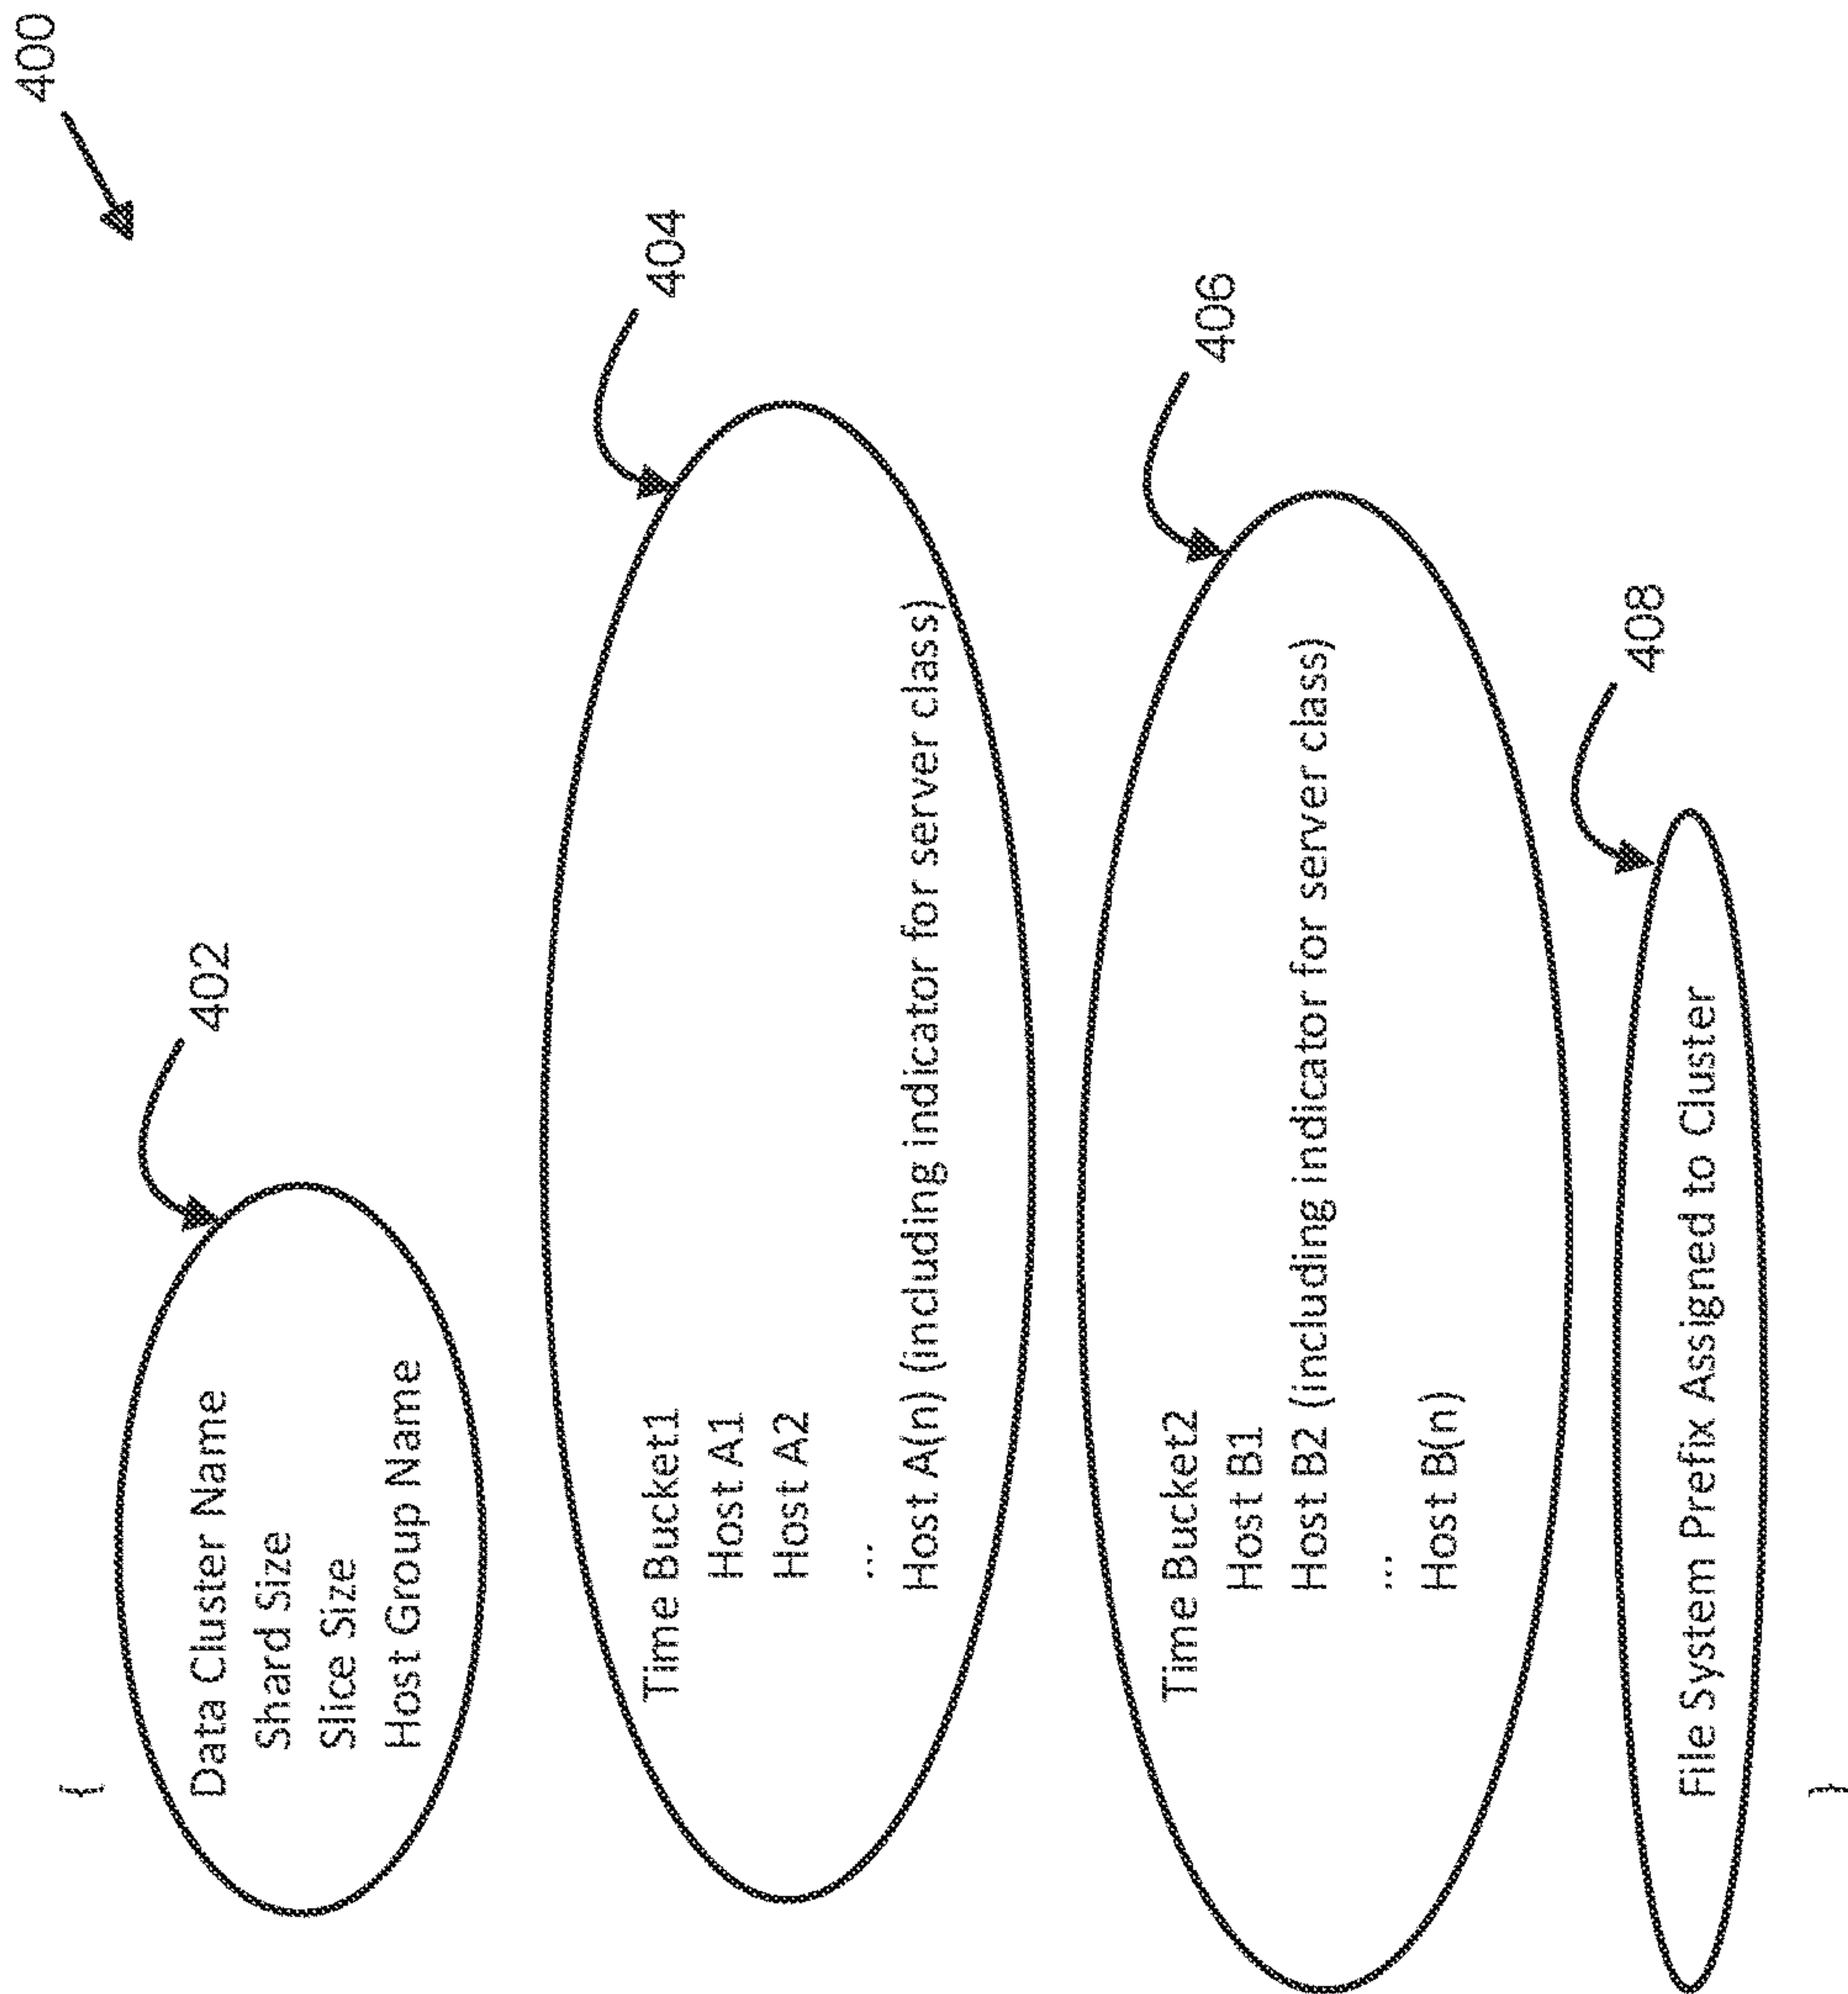 400
{
402
Data Cluster Name
Shard Size
Slice Size
Host Group Name
404
Time Bucket1
Host A1
Host A2
...
Host A(n) (including indicator for server class)
406
Time Bucket2
Host B1
Host B2 (including indicator for server class)
...
Host B(n)
408
File System Prefix Assigned to Cluster
}